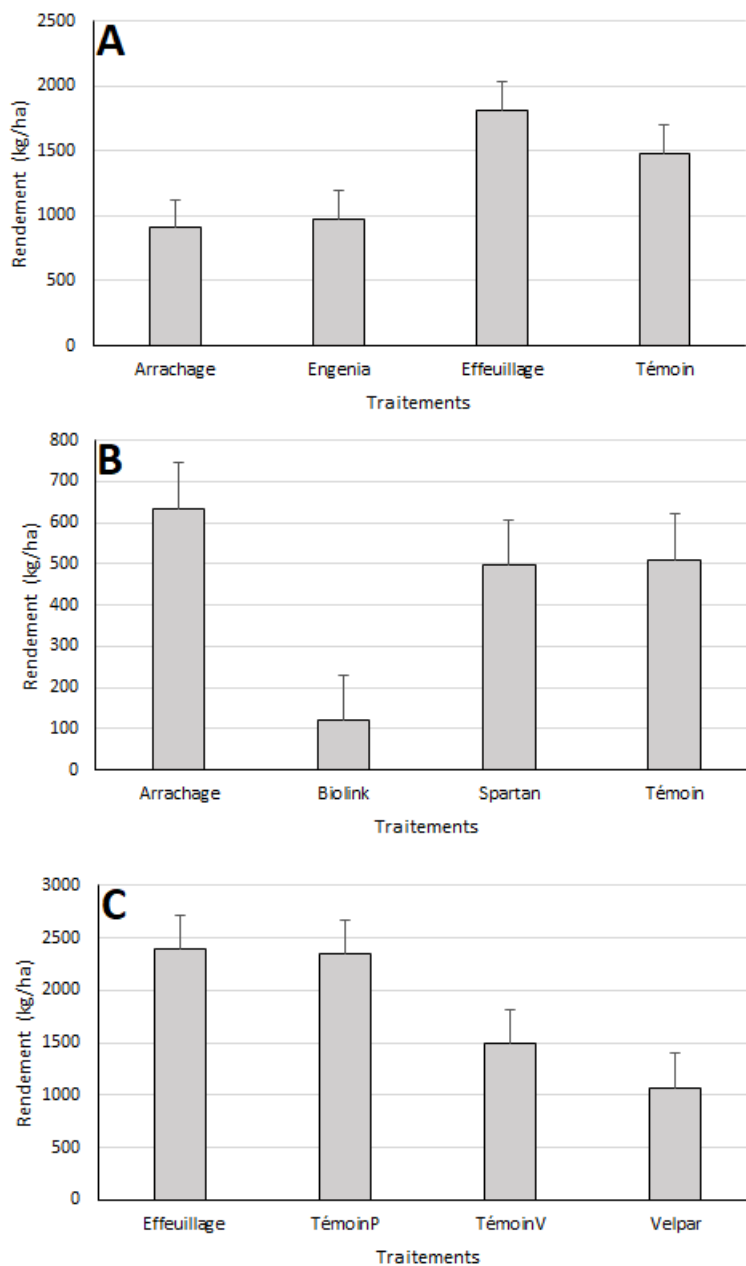 A
2500
2000
1500
1000
500
0
Rendement (kg/ha)
Arrachage Engenia Effeuillage Témoin
Traitements
B
800
700
600
500
400
300
200
100
0
Rendement (kg/ha)
Arrachage Biolink Spartan Témoin
Traitements
C
3000
2500
2000
1500
1000
500
0
Rendement (kg/ha)
Effeuillage TémoinP TémoinV Velpar
Traitements